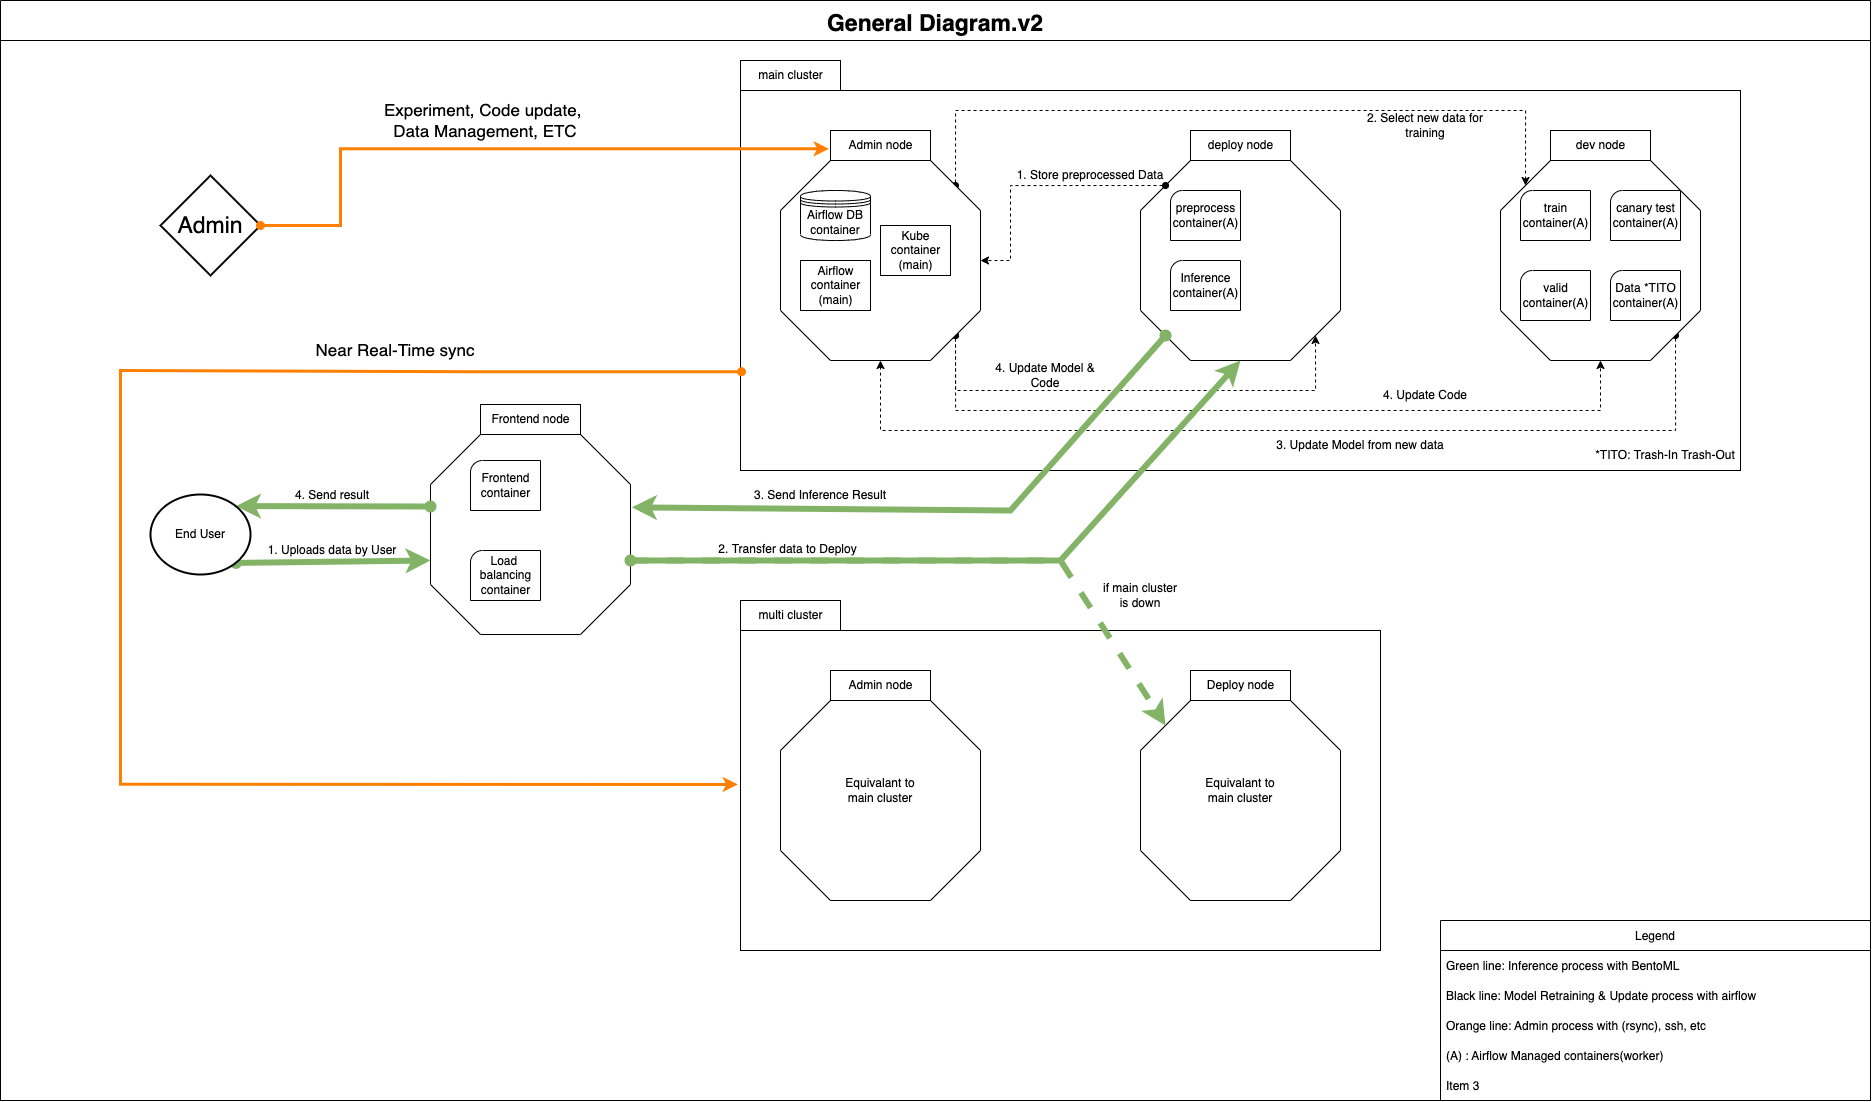 General Diagram.v2
main cluster
Experiment, Code update,
Data Management, ETC
2. Select new data for
training
Admin node
deploy node
dev node
1. Store preprocessed Data
Admin
Airflow DB
container
Kube
container
(main)
Airflow
container
(main)
preprocess
container(A)
Inference
container(A)
train
container(A)
canary test
container(A)
valid
container(A)
Data *TITO
container(A)
Near Real-Time sync
4. Update Model &
Code
4. Update Code
3. Update Model from new data
*TITO: Trash-In Trash-Out
Frontend node
Frontend
container
Load
balancing
container
End User
4. Send result
1. Uploads data by User
3. Send Inference Result
2. Transfer data to Deploy
if main cluster
is down
multi cluster
Admin node
Deploy node
Equivalant to
main cluster
Equivalant to
main cluster
Legend
Green line: Inference process with BentoML
Black line: Model Retraining & Update process with airflow
Orange line: Admin process with (rsync), ssh, etc
(A) : Airflow Managed containers(worker)
Item 3